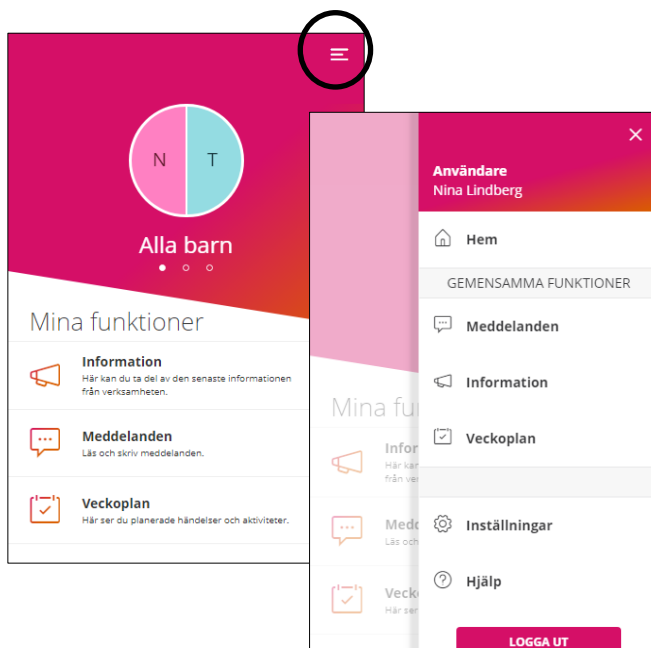 N T
Alla barn
Mina funktioner
Information
Här kan du ta del av den senaste informationen
från verksamheten.
Meddelanden
Läs och skriv meddelanden.
Veckoplan
Här ser du planerade händelser och aktiviteter.
Användare
Nina Lindberg
Hem
GEMENSAMMA FUNKTIONER
Meddelanden
Information
Veckoplan
Inställningar
Hjälp
LOGGA UT
Mina fu
Infor
Här kan
från ver
Medd
Läs och
Vecko
Här ser